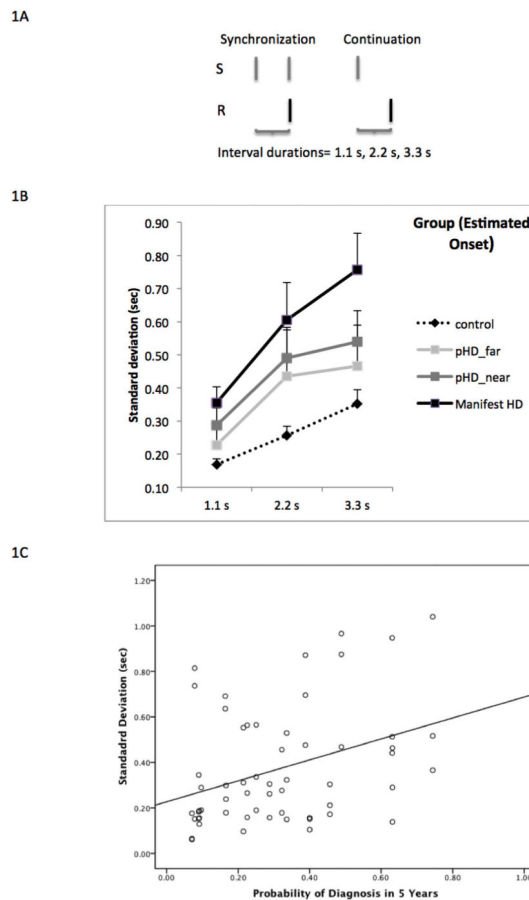 1A
Synchronization Continuation
S
R
Interval durations= 1.1 s, 2.2 s, 3.3 s
1B
Group (Estimated
Onset)
0.90
0.80
0.70
0.60
0.50
0.40
0.30
0.20
0.10
Standard deviation (sec)
control
pHD_far
pHD_near
Manifest HD
1.1 s 2.2 s 3.3 s
1C
1.20
1.00
0.80
0.60
0.40
0.20
0.00
Standadrd Deviation (sec)
0.00 0.20 0.40 0.60 0.80 1.00
Probability of Diagnosis in 5 Years